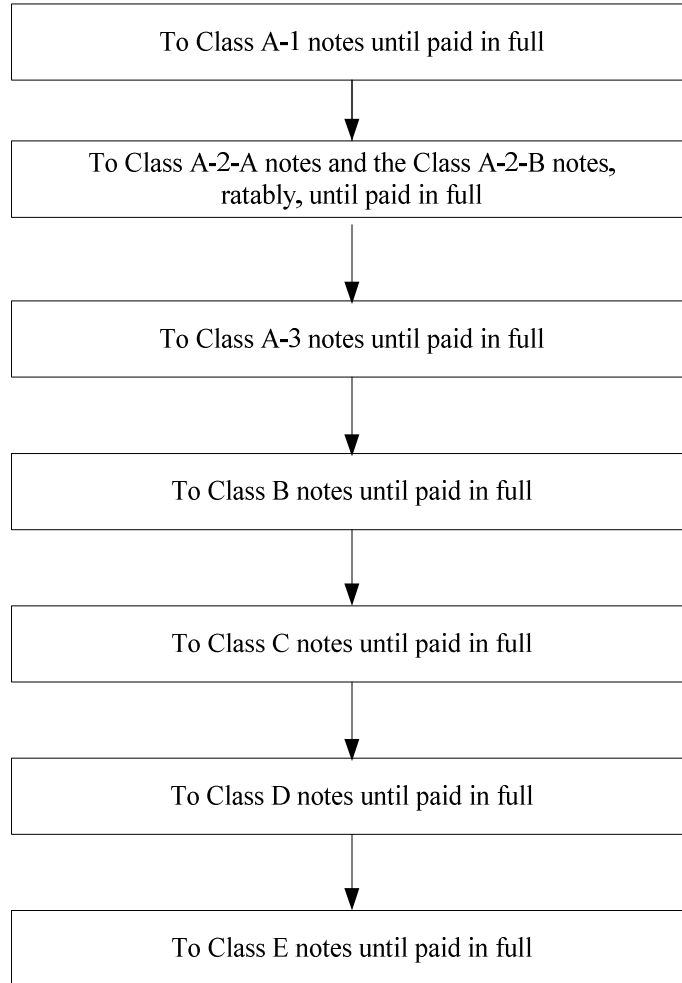 To Class A-1 notes until paid in full
To Class A-2-A notes and the Class A-2-B notes,
ratably, until paid in full
To Class A-3 notes until paid in full
To Class B notes until paid in full
To Class C notes until paid in full
To Class D notes until paid in full
To Class E notes until paid in full